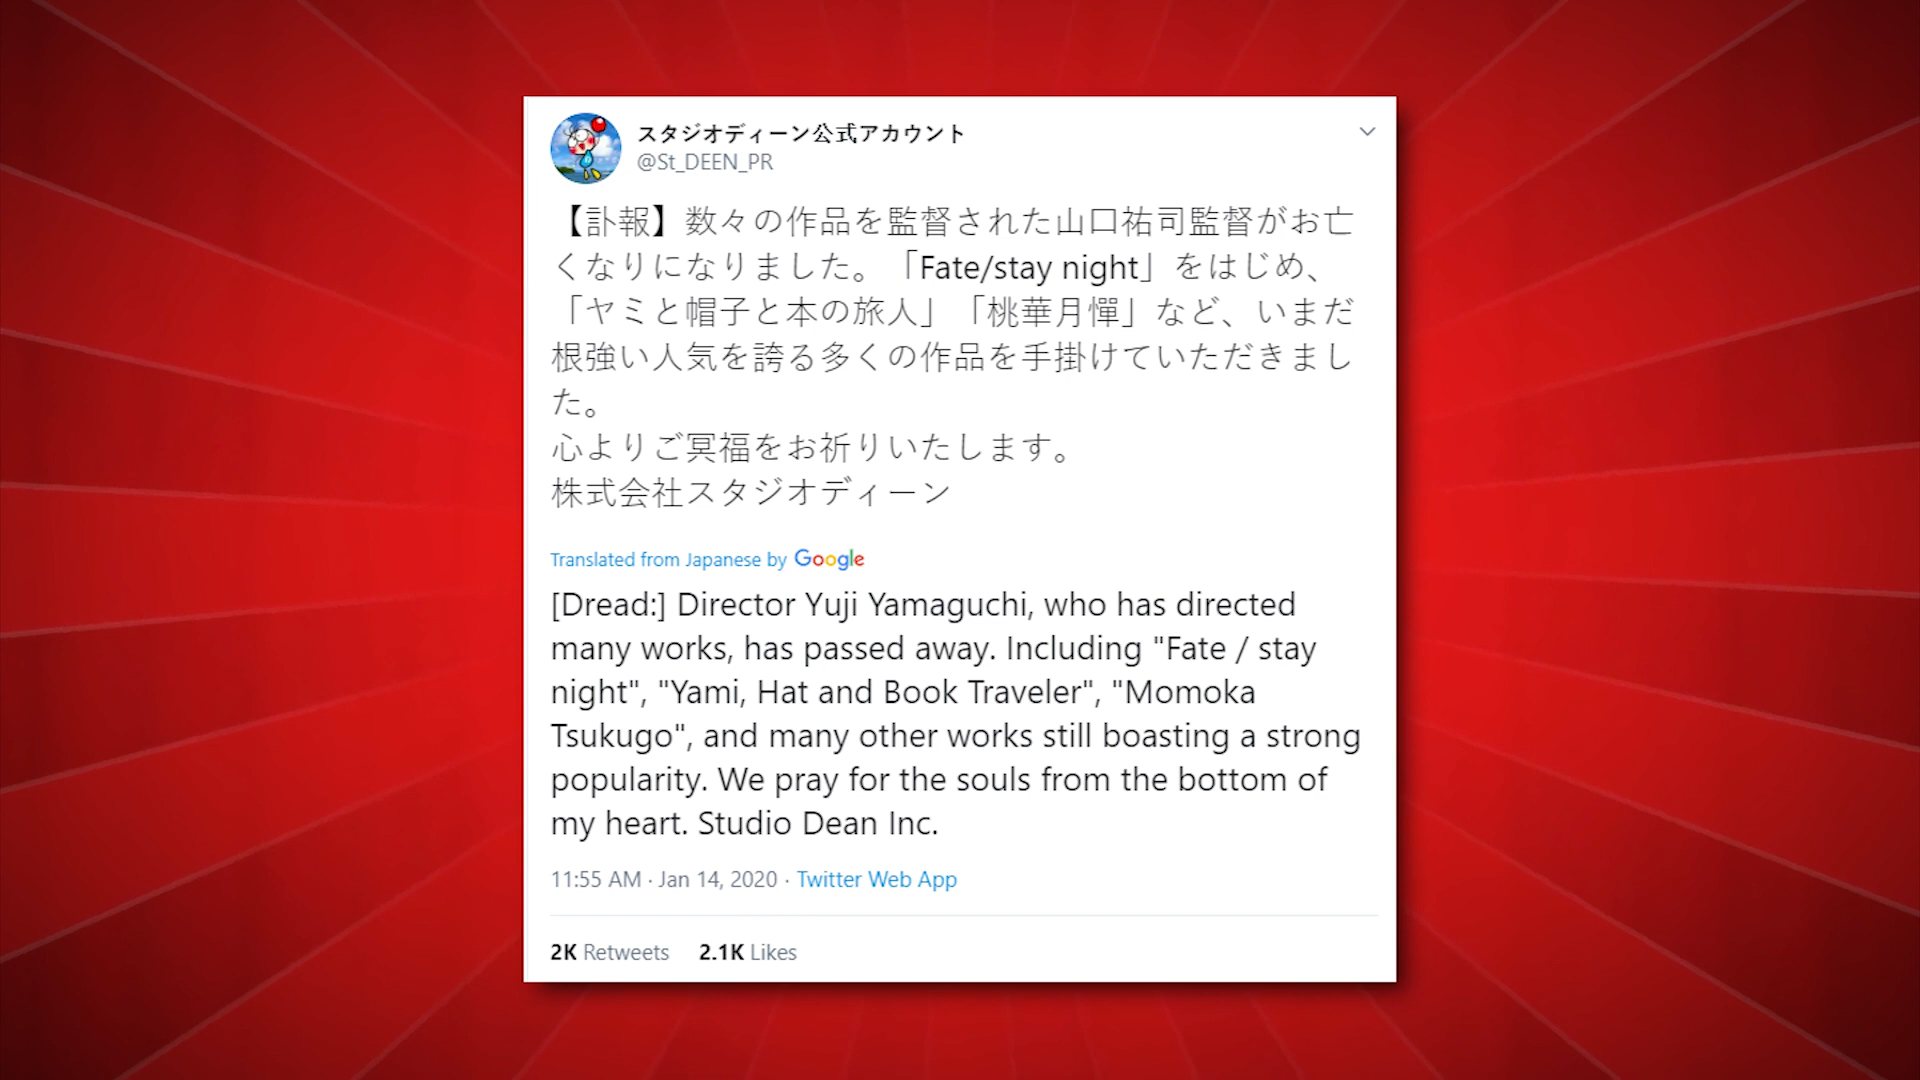 スタジオディーン公式アカウント
@St_DEEN_PR
【訃報】数々の作品を監督された山口祐司監督がお亡
くなりになりました。「Fate/stay night」をはじめ、
「ヤミと帽子と本の旅人」「桃華月憚」など、いまだ
根強い人気を誇る多くの作品を手掛けていただきまし
た。
心よりご冥福をお祈りいたします。
株式会社スタジオディーン
Translated from Japanese by Google
[Dread:] Director Yuji Yamaguchi, who has directed
many works, has passed away. Including "Fate / stay
night", "Yami, Hat and Book Traveler", "Momoka
Tsukugo", and many other works still boasting a strong
popularity. We pray for the souls from the bottom of
my heart. Studio Dean Inc.
11:55 AM · Jan 14, 2020 · Twitter Web App
2K Retweets 2.1K Likes